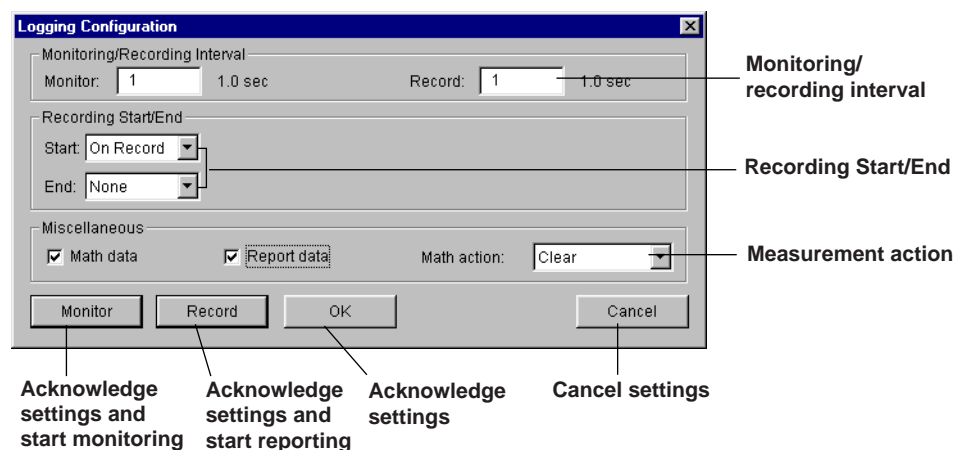 Logging Configuration
Monitoring/Recording Interval
Monitor: 1 1.0 sec Record: 1 1.0 sec
Monitoring/
recording interval
Recording Start/End
Start: On Record
End: None
Recording Start/End
Miscellaneous
Math data Report data Math action: Clear
Measurement action
Monitor Record OK Cancel
Acknowledge
settings and
start monitoring
Acknowledge
settings and
start reporting
Acknowledge
settings
Cancel settings